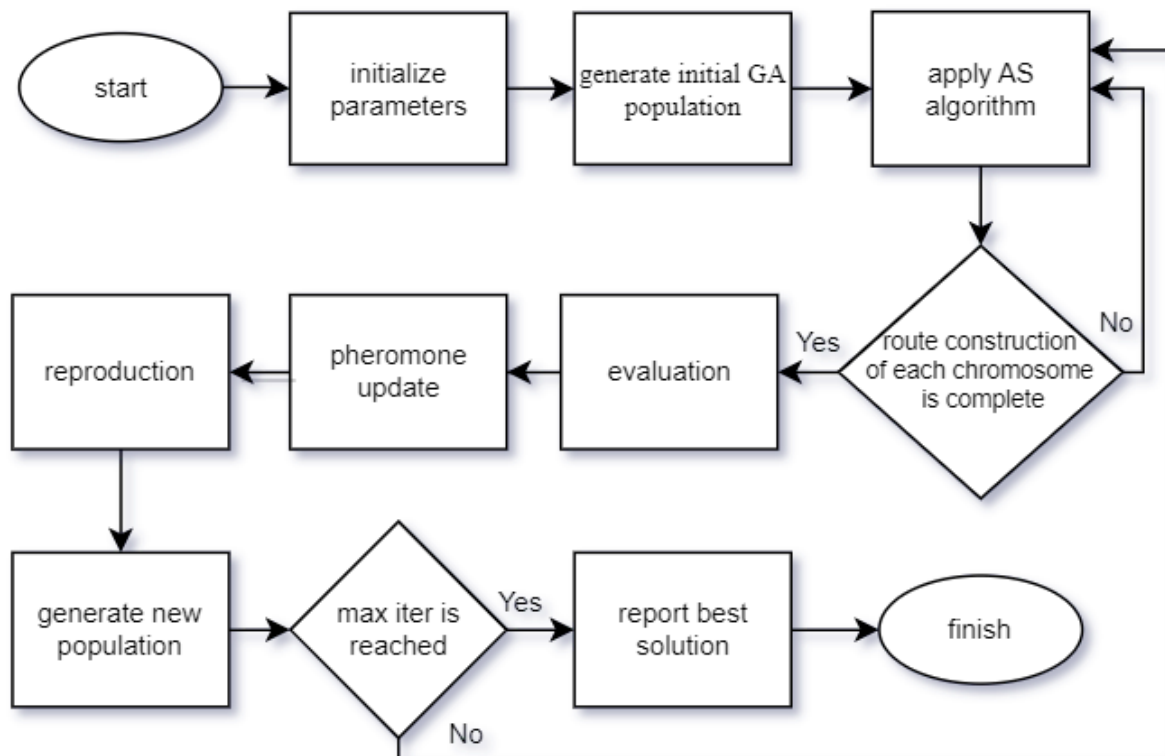 start
initialize
parameters
generate initial GA
population
apply AS
algorithm
No
route construction
of each chromosome
is complete
Yes
evaluation
pheromone
update
reproduction
generate new
population
max iter is
reached
Yes
No
report best
solution
finish